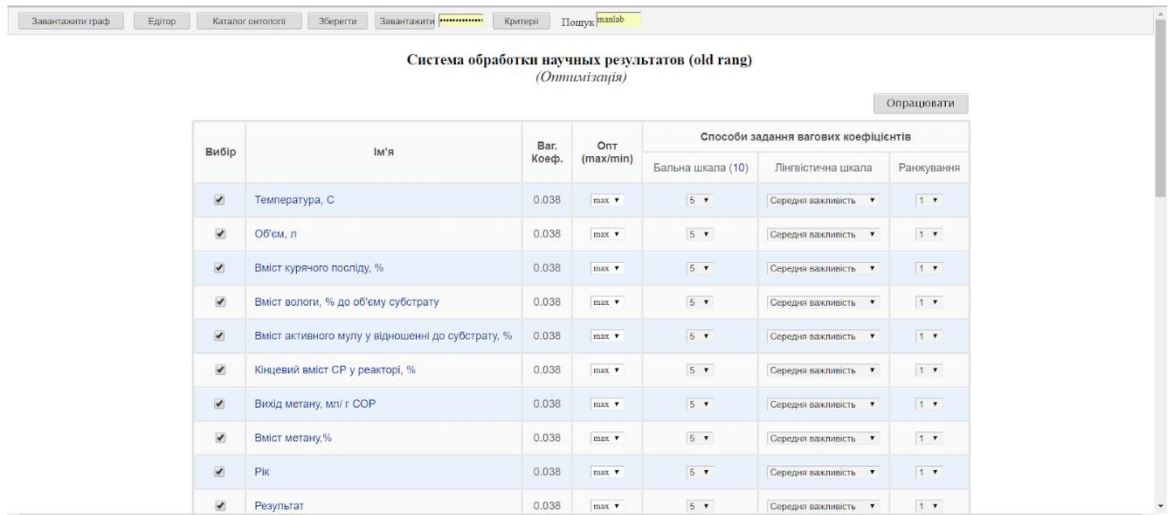 Завантажити граф Едітор Каталог онтології Зберегти Завантажити •••••••••••••• Критерії Пошук manlab
Система обработки научных результатов (old rang)
(Оптимізація)
Опрацювати
Вибір Ім'я Ваг. Коеф. Опт (max/min) Способи задання вагових коефіцієнтів
Бальна шкала (10) Лінгвістична шкала Ранжування
Температура, С 0.038 max 5 Середня важливість 1
Об'єм, л 0.038 max 5 Середня важливість 1
Вміст курячого посліду, % 0.038 max 5 Середня важливість 1
Вміст вологи, % до об'єму субстрату 0.038 max 5 Середня важливість 1
Вміст активного мулу у відношенні до субстрату, % 0.038 max 5 Середня важливість 1
Кінцевий вміст СР у реакторі, % 0.038 max 5 Середня важливість 1
Вихід метану, мл/ г СОР 0.038 max 5 Середня важливість 1
Вміст метану,% 0.038 max 5 Середня важливість 1
Рік 0.038 max 5 Середня важливість 1
Результат 0.038 max 5 Середня важливість 1